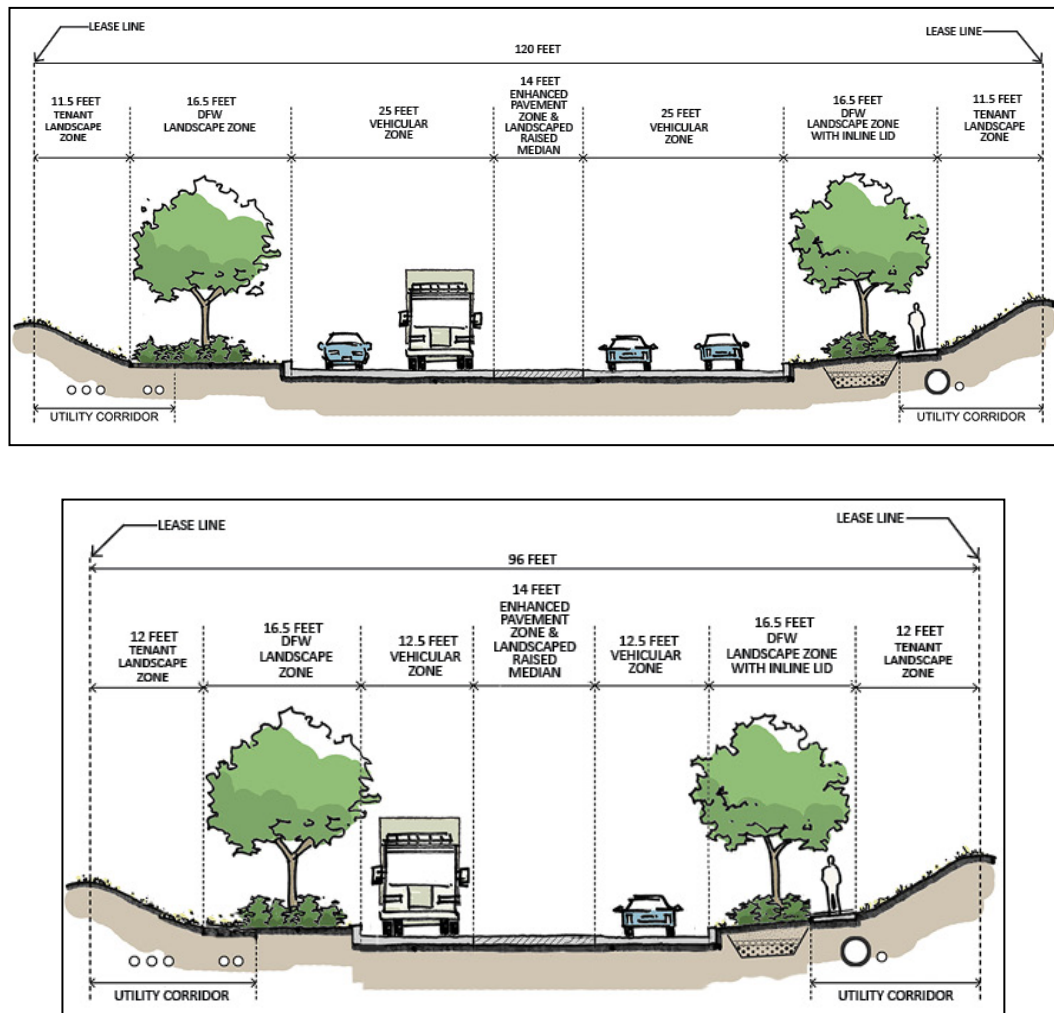 LEASE LINE
LEASE LINE
120 FEET
11.5 FEET
TENANT
LANDSCAPE
ZONE
16.5 FEET
DFW
LANDSCAPE ZONE
25 FEET
VEHICULAR
ZONE
14 FEET
ENHANCED
PAVEMENT
ZONE &
LANDSCAPED
RAISED
MEDIAN
25 FEET
VEHICULAR
ZONE
16.5 FEET
DFW
LANDSCAPE ZONE
WITH INLINE LID
11.5 FEET
TENANT
LANDSCAPE
ZONE
UTILITY CORRIDOR
UTILITY CORRIDOR
LEASE LINE
LEASE LINE
96 FEET
12 FEET
TENANT
LANDSCAPE
ZONE
16.5 FEET
DFW
LANDSCAPE
ZONE
12.5 FEET
VEHICULAR
ZONE
14 FEET
ENHANCED
PAVEMENT
ZONE &
LANDSCAPED
RAISED
MEDIAN
12.5 FEET
VEHICULAR
ZONE
16.5 FEET
DFW
LANDSCAPE ZONE
WITH INLINE LID
12 FEET
TENANT
LANDSCAPE
ZONE
UTILITY CORRIDOR
UTILITY CORRIDOR